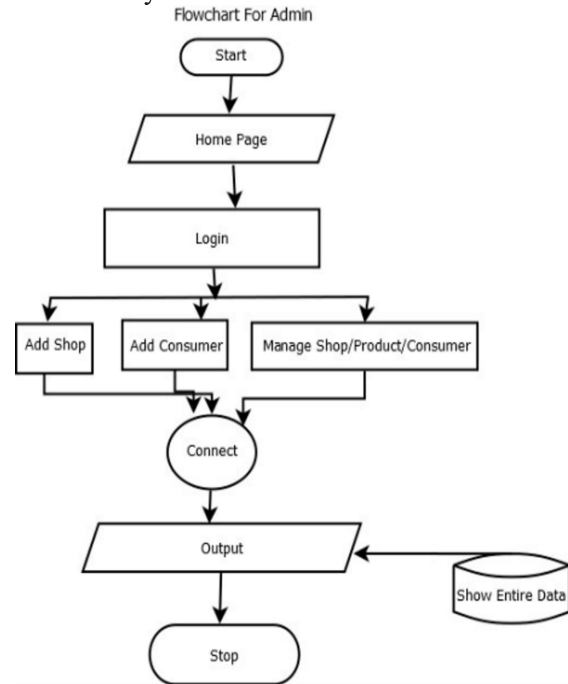 Flowchart For Admin
Start
Home Page
Login
Add Shop
Add Consumer
Manage Shop/Product/Consumer
Connect
Output
Show Entire Data
Stop